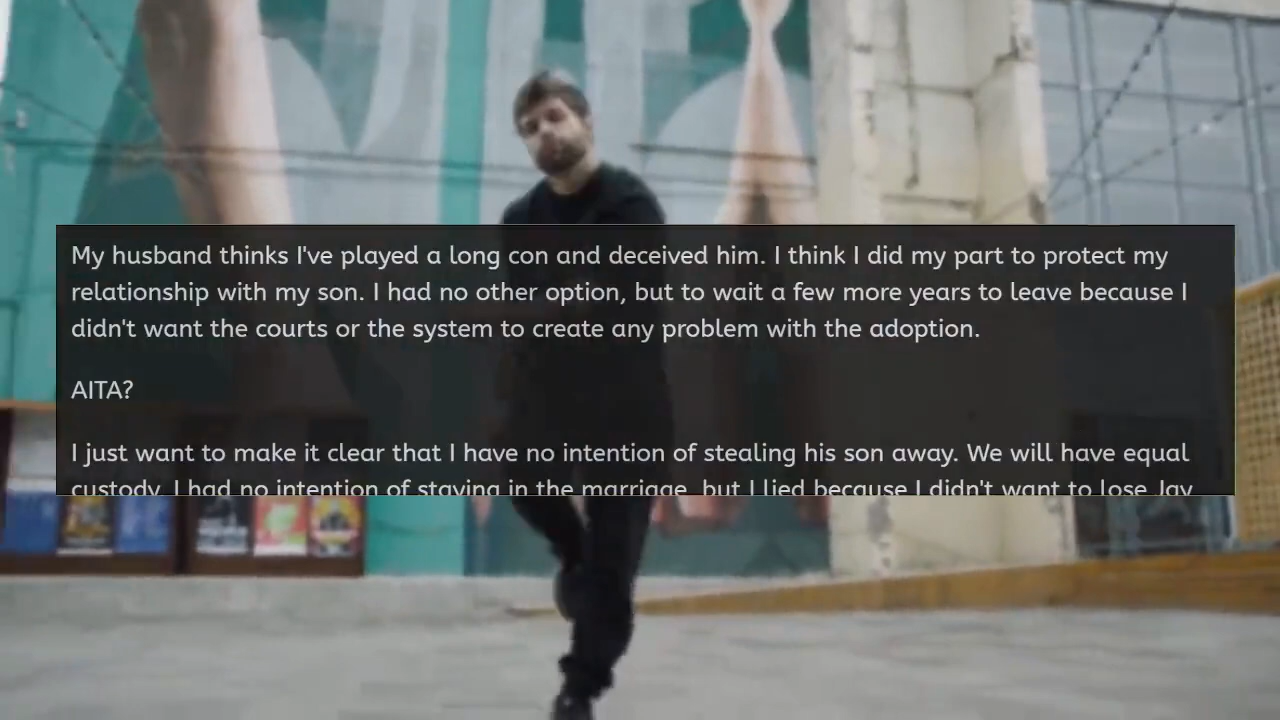 My husband thinks I've played a long con and deceived him. I think I did my part to protect my
relationship with my son. I had no other option, but to wait a few more years to leave because I
didn't want the courts or the system to create any problem with the adoption.
AITA?
I just want to make it clear that I have no intention of stealing his son away. We will have equal
custody. I had no intention of staying in the marriage, but I lied because I didn't want to lose Jay